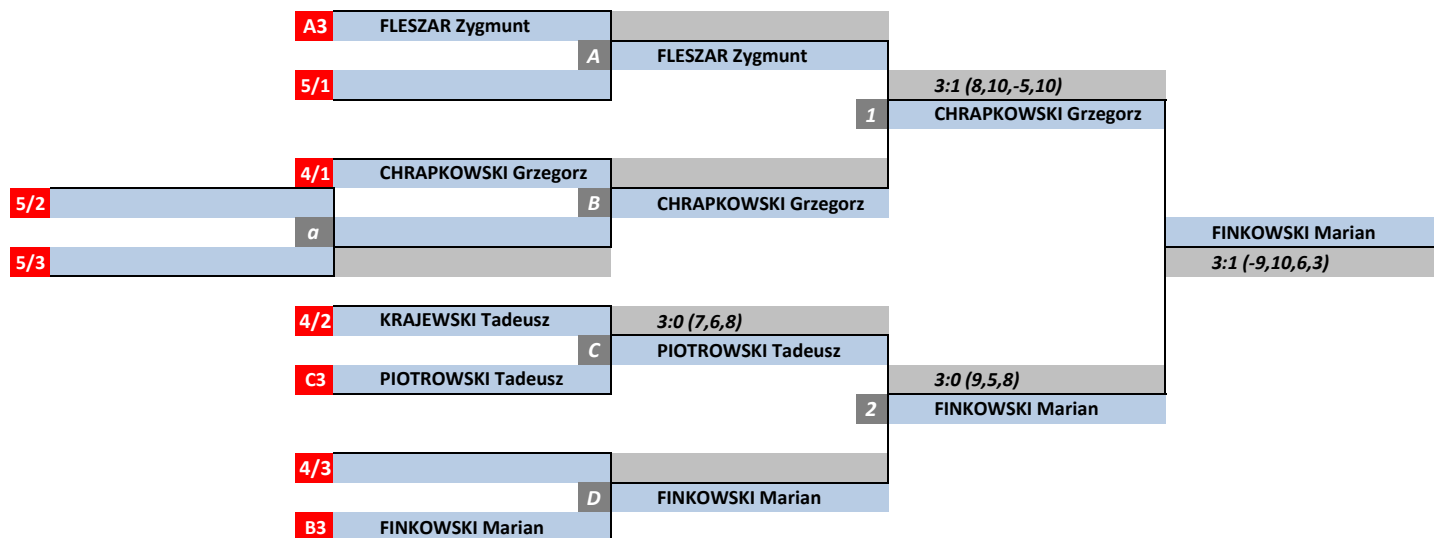 A3 FLESZAR Zygmunt
A FLESZAR Zygmunt
5/1 3:1 (8,10,-5,10)
1 CHRAPKOWSKI Grzegorz
4/1 CHRAPKOWSKI Grzegorz
5/2 B CHRAPKOWSKI Grzegorz
a FINKOWSKI Marian
5/3 3:1 (-9,10,6,3)
4/2 KRAJEWSKI Tadeusz 3:0 (7,6,8)
C PIOTROWSKI Tadeusz
C3 PIOTROWSKI Tadeusz 3:0 (9,5,8)
2 FINKOWSKI Marian
4/3
D FINKOWSKI Marian
B3 FINKOWSKI Marian